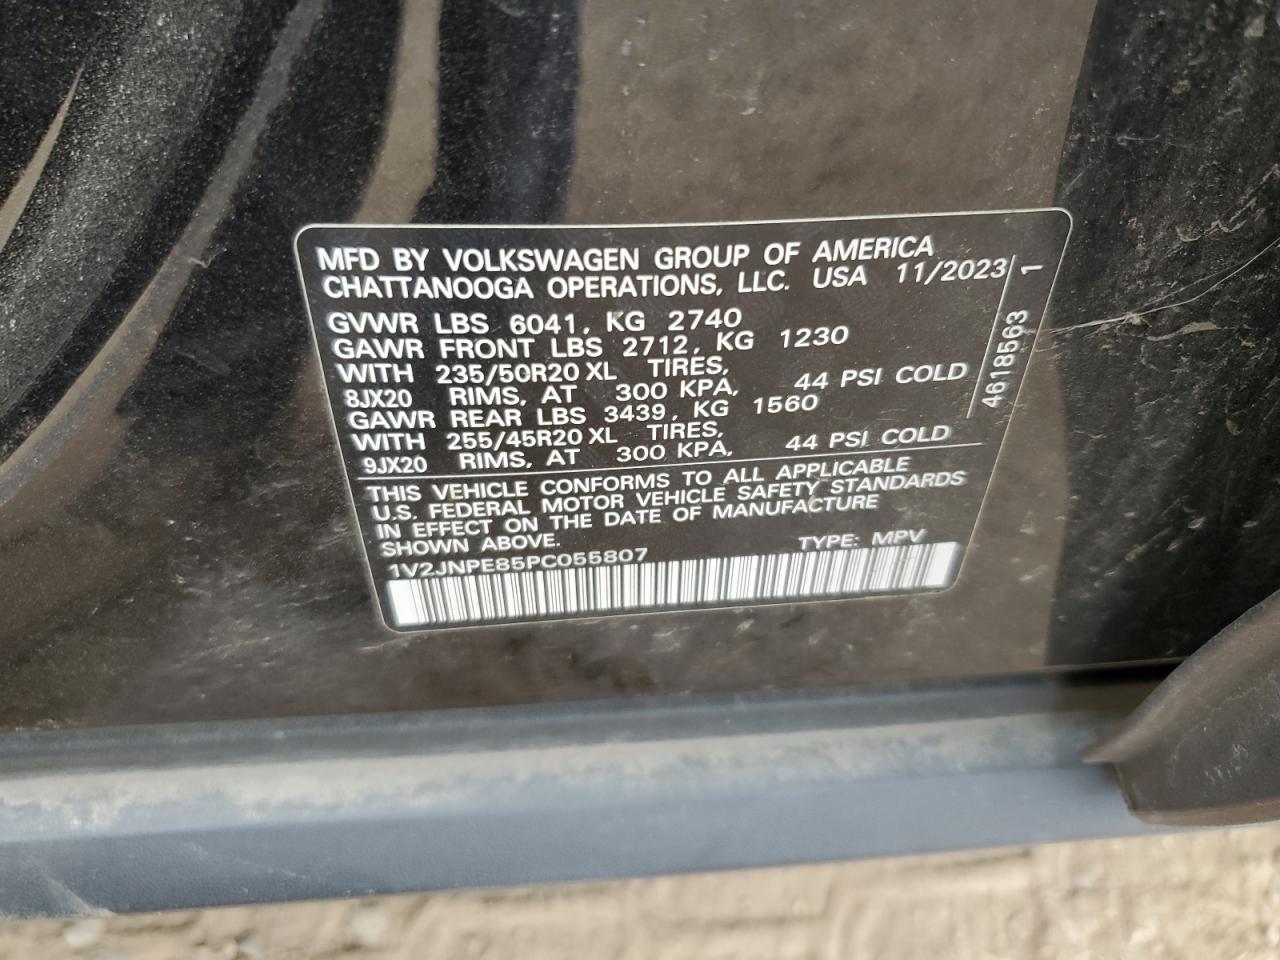 MFD BY VOLKSWAGEN GROUP OF AMERICA
CHATTANOOGA OPERATIONS, LLC. USA 11/2023
GVWR LBS 6041, KG 2740
GAWR FRONT LBS 2712, KG 1230
WITH 235/50R20 XL TIRES,
8JX20 RIMS, AT 300 KPA, 44 PSI COLD
GAWR REAR LBS 3439, KG 1560
WITH 255/45R20 XL TIRES,
9JX20 RIMS, AT 300 KPA, 44 PSI COLD
THIS VEHICLE CONFORMS TO ALL APPLICABLE
U.S. FEDERAL MOTOR VEHICLE SAFETY STANDARDS
IN EFFECT ON THE DATE OF MANUFACTURE
SHOWN ABOVE.
TYPE: MPV
1V2JNPE85PC055807
4618563 1